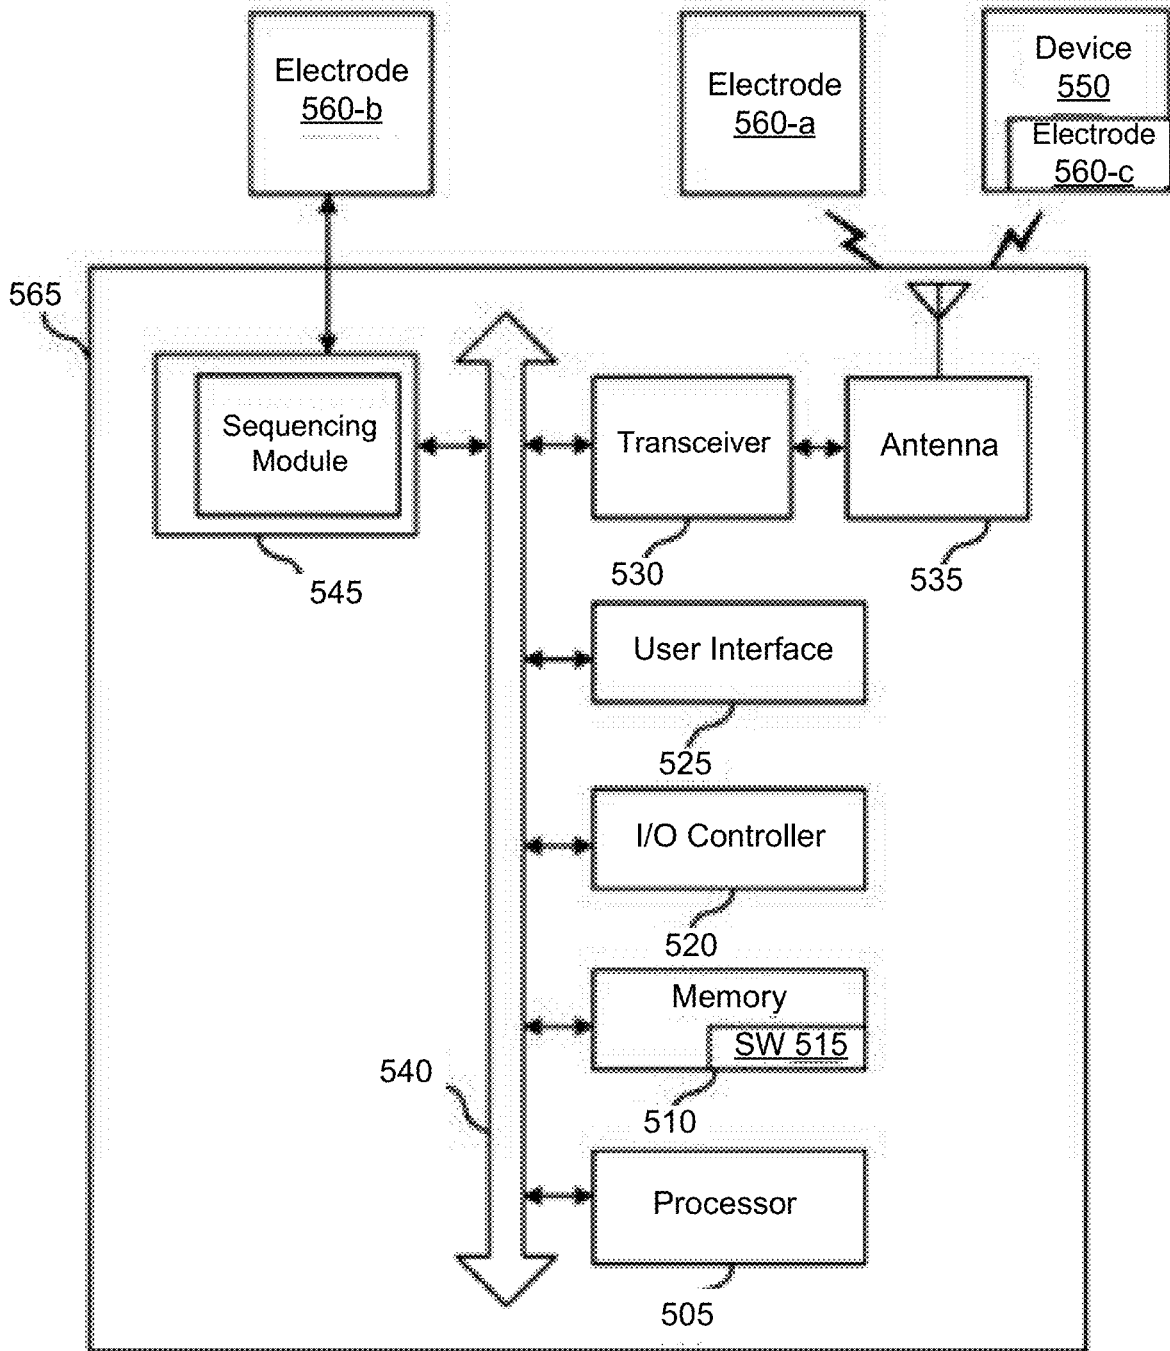 Electrode
560-b
Electrode
560-a
Device
550
Electrode
560-c
565
Sequencing
Module
545
Transceiver
530
Antenna
535
User Interface
525
I/O Controller
520
Memory
SW 515
510
540
Processor
505